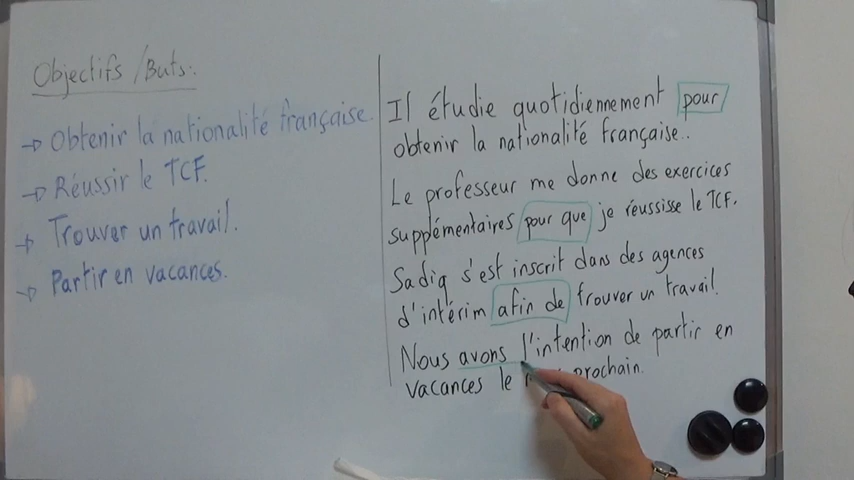 Objectifs / Buts:
→ Obtenir la nationalité française.
→ Réussir le TCF.
→ Trouver un travail.
→ Partir en vacances.
Il étudie quotidiennement pour
obtenir la nationalité française..
Le professeur me donne des exercices
supplémentaires pour que je réussisse le TCF.
Sadiq s'est inscrit dans des agences
d'intérim afin de trouver un travail.
Nous avons l'intention de partir en
vacances le prochain.